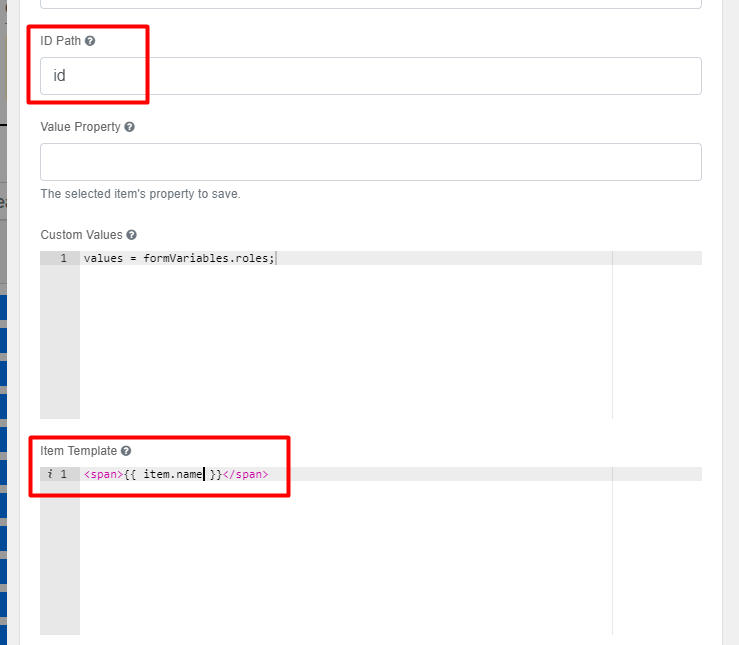 ID Path
id
Value Property
The selected item's property to save.
Custom Values
1 values = formVariables.roles;
Item Template
i 1 <span>{{ item.name }}</span>